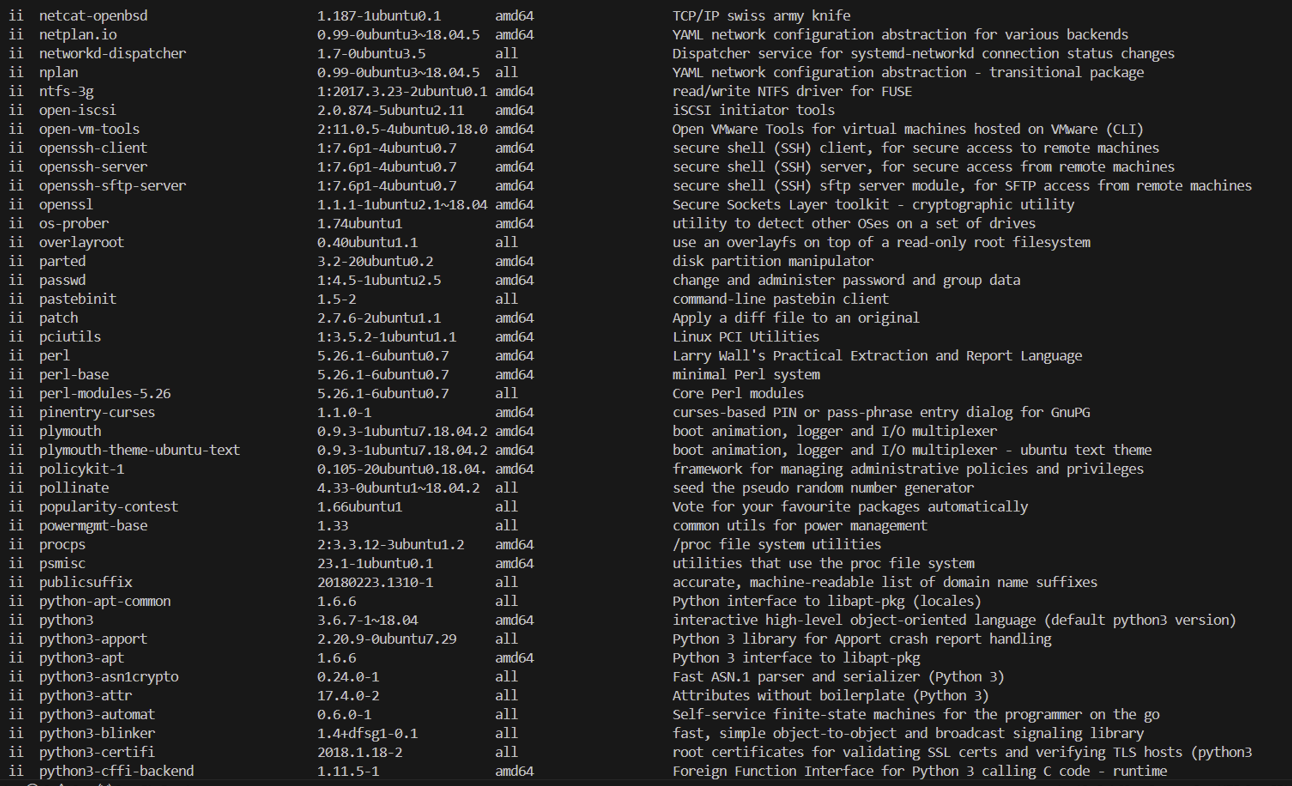 ii netcat-openbsd 1.187-1ubuntu0.1 amd64 TCP/IP swiss army knife
ii netplan.io 0.99-0ubuntu3~18.04.5 amd64 YAML network configuration abstraction for various backends
ii networkd-dispatcher 1.7-0ubuntu3.5 all Dispatcher service for systemd-networkd connection status changes
ii nplan 0.99-0ubuntu3~18.04.5 all YAML network configuration abstraction - transitional package
ii ntfs-3g 1:2017.3.23-2ubuntu0.1 amd64 read/write NTFS driver for FUSE
ii open-iscsi 2.0.874-5ubuntu2.11 amd64 iSCSI initiator tools
ii open-vm-tools 2:11.0.5-4ubuntu0.18.0 amd64 Open VMware Tools for virtual machines hosted on VMware (CLI)
ii openssh-client 1:7.6p1-4ubuntu0.7 amd64 secure shell (SSH) client, for secure access to remote machines
ii openssh-server 1:7.6p1-4ubuntu0.7 amd64 secure shell (SSH) server, for secure access from remote machines
ii openssh-sftp-server 1:7.6p1-4ubuntu0.7 amd64 secure shell (SSH) sftp server module, for SFTP access from remote machines
ii openssl 1.1.1-1ubuntu2.1~18.04 amd64 Secure Sockets Layer toolkit - cryptographic utility
ii os-prober 1.74ubuntu1 amd64 utility to detect other OSes on a set of drives
ii overlayroot 0.40ubuntu1.1 all use an overlayfs on top of a read-only root filesystem
ii parted 3.2-20ubuntu0.2 amd64 disk partition manipulator
ii passwd 1:4.5-1ubuntu2.5 amd64 change and administer password and group data
ii pastebinit 1.5-2 all command-line pastebin client
ii patch 2.7.6-2ubuntu1.1 amd64 Apply a diff file to an original
ii pciutils 1:3.5.2-1ubuntu1.1 amd64 Linux PCI Utilities
ii perl 5.26.1-6ubuntu0.7 amd64 Larry Wall's Practical Extraction and Report Language
ii perl-base 5.26.1-6ubuntu0.7 amd64 minimal Perl system
ii perl-modules-5.26 5.26.1-6ubuntu0.7 all Core Perl modules
ii pinentry-curses 1.1.0-1 amd64 curses-based PIN or pass-phrase entry dialog for GnuPG
ii plymouth 0.9.3-1ubuntu7.18.04.2 amd64 boot animation, logger and I/O multiplexer
ii plymouth-theme-ubuntu-text 0.9.3-1ubuntu7.18.04.2 amd64 boot animation, logger and I/O multiplexer - ubuntu text theme
ii policykit-1 0.105-20ubuntu0.18.04. amd64 framework for managing administrative policies and privileges
ii pollinate 4.33-0ubuntu1~18.04.2 all seed the pseudo random number generator
ii popularity-contest 1.66ubuntu1 all Vote for your favourite packages automatically
ii powermgmt-base 1.33 all common utils for power management
ii procps 2:3.3.12-3ubuntu1.2 amd64 /proc file system utilities
ii psmisc 23.1-1ubuntu0.1 amd64 utilities that use the proc file system
ii publicsuffix 20180223.1310-1 all accurate, machine-readable list of domain name suffixes
ii python-apt-common 1.6.6 all Python interface to libapt-pkg (locales)
ii python3 3.6.7-1~18.04 amd64 interactive high-level object-oriented language (default python3 version)
ii python3-apport 2.20.9-0ubuntu7.29 all Python 3 library for Apport crash report handling
ii python3-apt 1.6.6 amd64 Python 3 interface to libapt-pkg
ii python3-asn1crypto 0.24.0-1 all Fast ASN.1 parser and serializer (Python 3)
ii python3-attr 17.4.0-2 all Attributes without boilerplate (Python 3)
ii python3-automat 0.6.0-1 all Self-service finite-state machines for the programmer on the go
ii python3-blinker 1.4+dfsg1-0.1 all fast, simple object-to-object and broadcast signaling library
ii python3-certifi 2018.1.18-2 all root certificates for validating SSL certs and verifying TLS hosts (python3
ii python3-cffi-backend 1.11.5-1 amd64 Foreign Function Interface for Python 3 calling C code - runtime